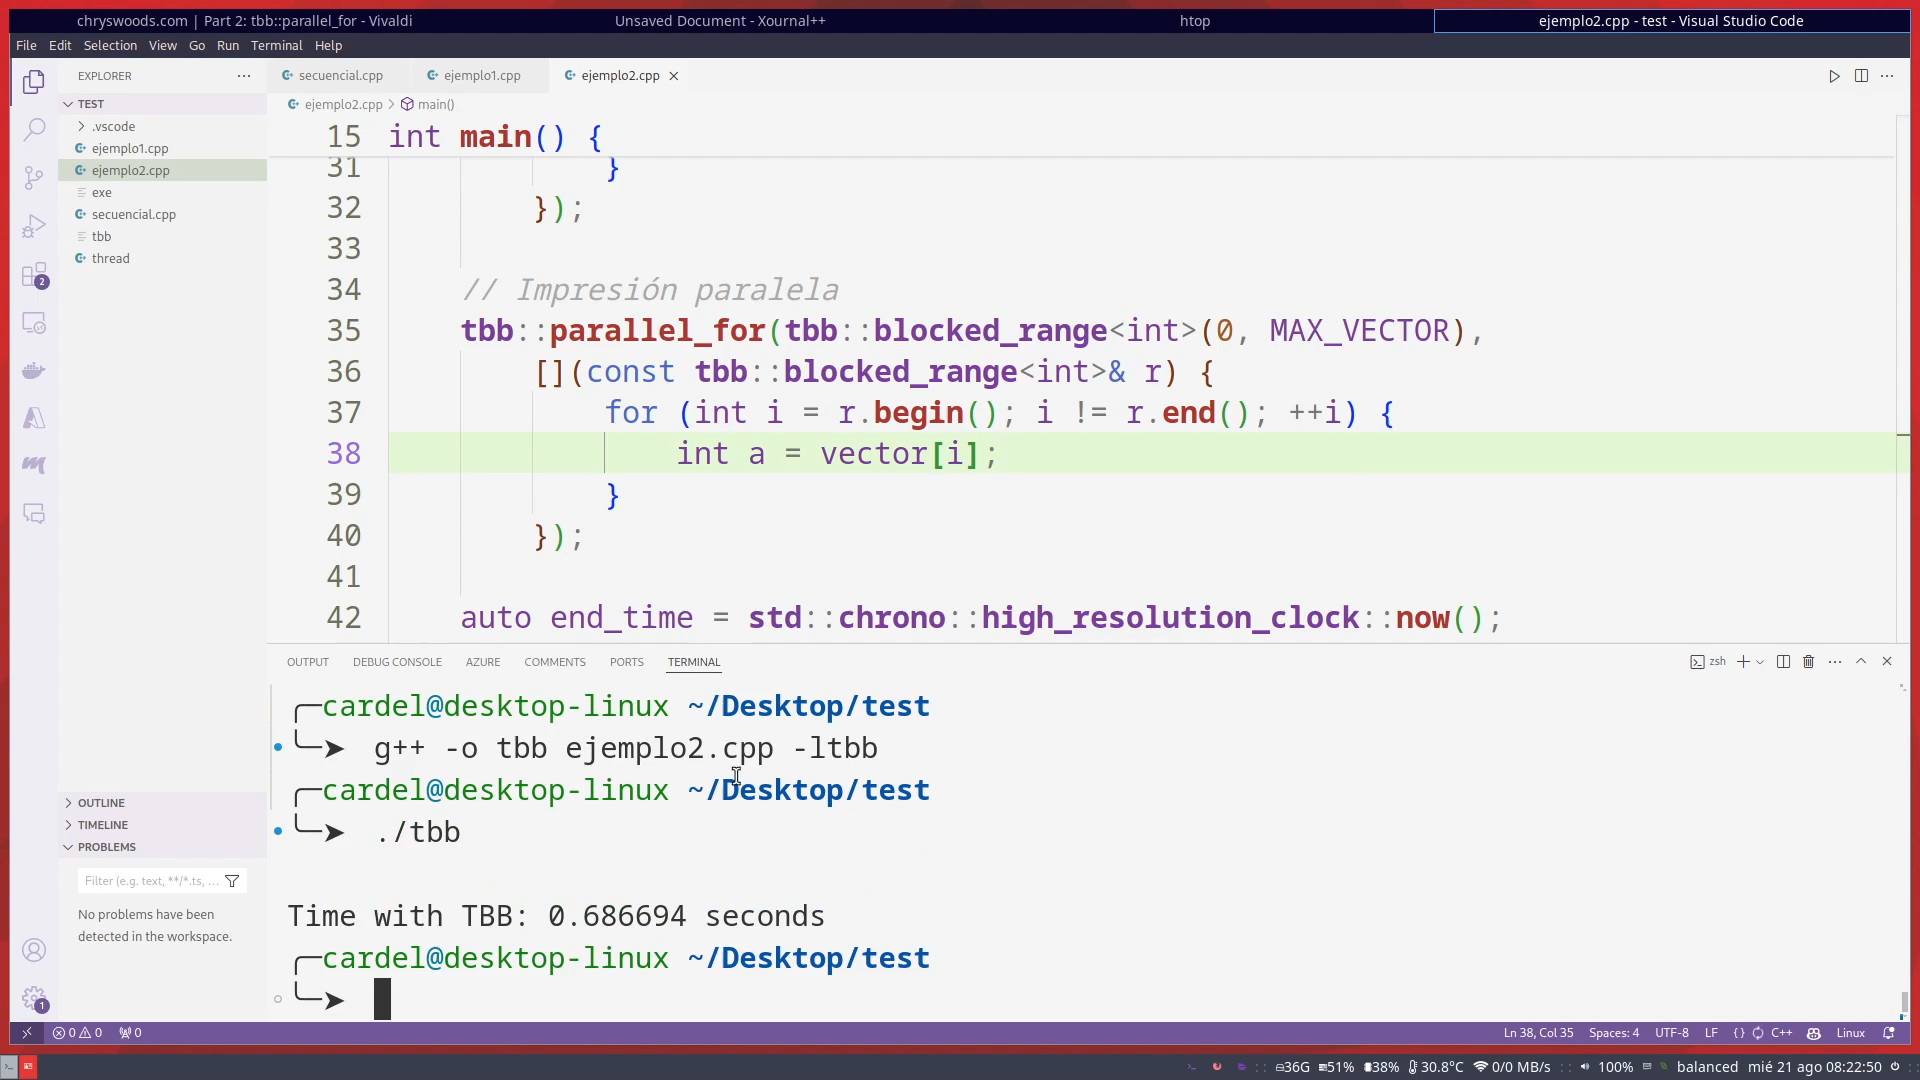 chryswoods.com | Part 2: tbb::parallel_for - Vivaldi
Unsaved Document - Xournal++
htop
ejemplo2.cpp - test - Visual Studio Code
File Edit Selection View Go Run Terminal Help
EXPLORER
secuencial.cpp
ejemplo1.cpp
ejemplo2.cpp
TEST
ejemplo2.cpp > main()
.vscode
ejemplo1.cpp
ejemplo2.cpp
exe
secuencial.cpp
tbb
thread
15 int main() {
31 }
32 });
33
34 // Impresión paralela
35 tbb::parallel_for(tbb::blocked_range<int>(0, MAX_VECTOR),
36 [](const tbb::blocked_range<int>& r) {
37 for (int i = r.begin(); i != r.end(); ++i) {
38 int a = vector[i];
39 }
40 });
41
42 auto end_time = std::chrono::high_resolution_clock::now();
2
OUTPUT DEBUG CONSOLE AZURE COMMENTS PORTS TERMINAL
zsh
cardel@desktop-linux ~/Desktop/test
g++ -o tbb ejemplo2.cpp -ltbb
cardel@desktop-linux ~/Desktop/test
./tbb
Time with TBB: 0.686694 seconds
cardel@desktop-linux ~/Desktop/test
OUTLINE
TIMELINE
PROBLEMS
Filter (e.g. text, **/*.ts, ...
No problems have been
detected in the workspace.
1
0 0 0
Ln 38, Col 35 Spaces: 4 UTF-8 LF {} C++ Linux
36G 51% 38% 30.8°C 0/0 MB/s 100% balanced mié 21 ago 08:22:50